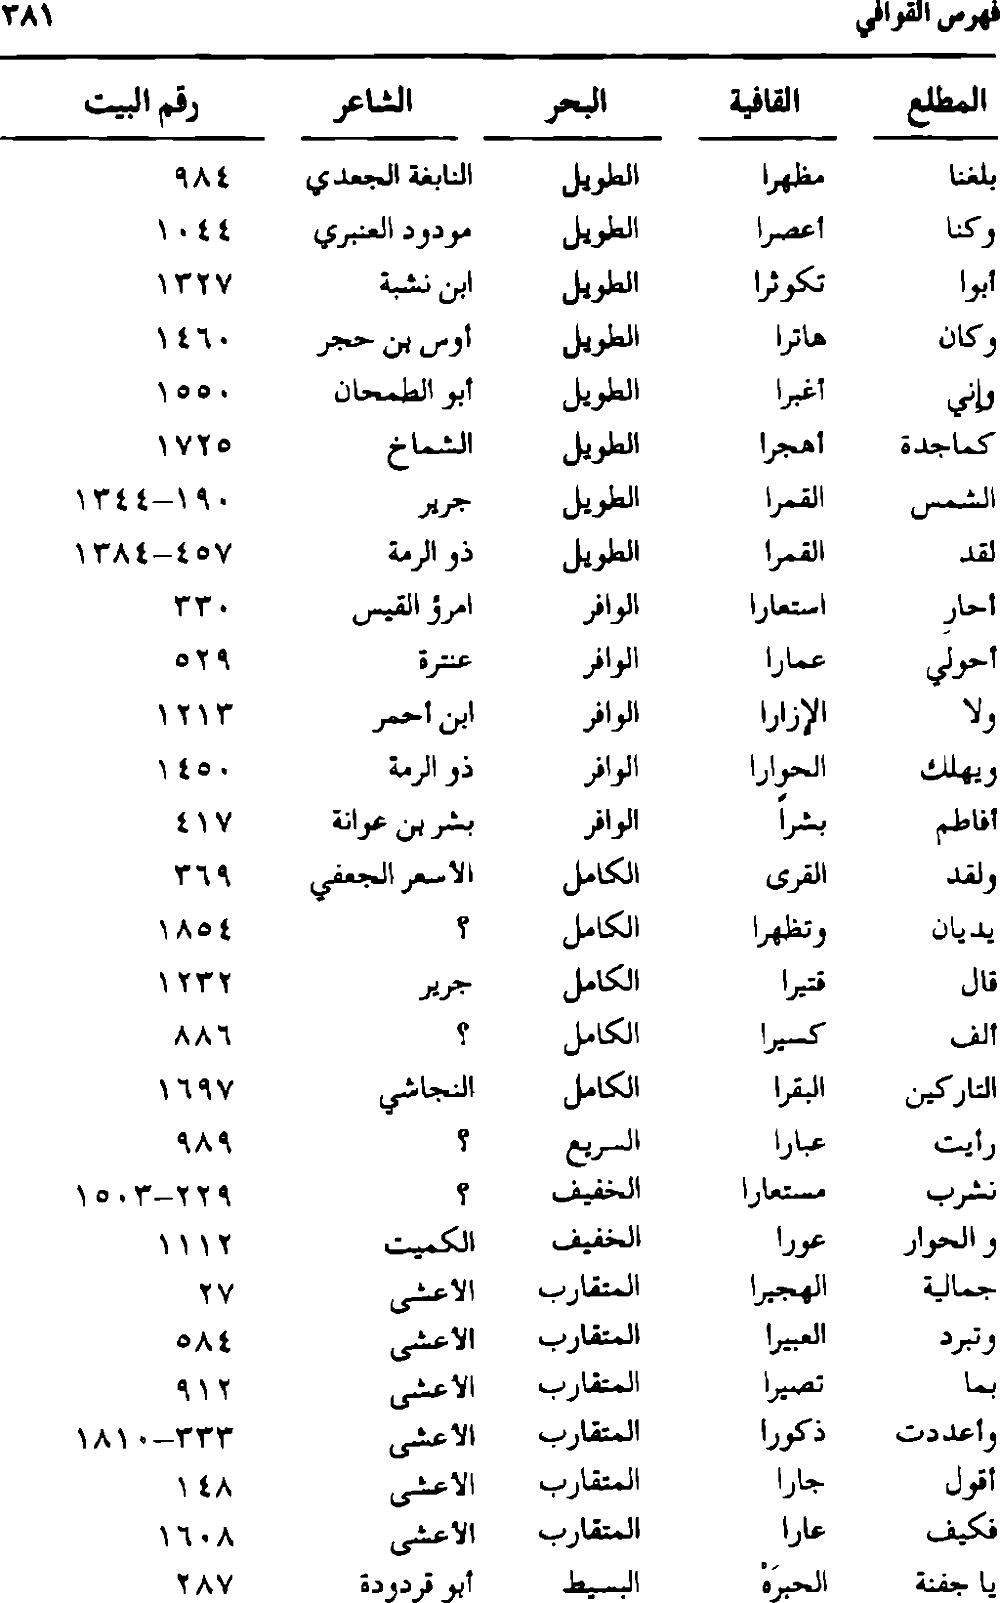 فهرس القوافي ٣٨١
المطلع القافية البحر الشاعر رقم البيت
بلغنا مظهرا الطويل النابغة الجعدي ٩٨٤
وكنا أعصرا الطويل مودود العنبري ١٠٤٤
أبوا تكوثرا الطويل ابن نشبة ١٣٢٧
وكان هاترا الطويل أوس بن حجر ١٤٦٠
وإني أغبرا الطويل أبو الطمحان ١٥٥٠
كماجدة أهجرا الطويل الشماخ ١٧٢٥
الشمس القمرا الطويل جرير ١٩٠–١٣٤٤
لقد القمرا الطويل ذو الرمة ٤٥٧–١٣٨٤
أحارِ استعارا الوافر امرؤ القيس ٣٣٠
أحولي عمارا الوافر عنترة ٥٢٩
ولا الإزارا الوافر ابن أحمر ١٢١٣
ويهلك الحوارا الوافر ذو الرمة ١٤٥٠
أفاطم بشراً الوافر بشر بن عوانة ٤١٧
ولقد القرى الكامل الأسعر الجعفي ٣٦٩
يديان وتظهرا الكامل ؟ ١٨٥٤
قال قتيرا الكامل جرير ١٢٣٢
ألف كسيرا الكامل ؟ ٨٨٦
التاركين البقرا الكامل النجاشي ١٦٩٧
رأيت عبارا السريع ؟ ٩٨٩
نشرب مستعارا الخفيف ؟ ٢٢٩–١٥٠٣
و الحوار عورا الخفيف الكميت ١١١٢
جمالية الهجيرا المتقارب الأعشى ٢٧
وتبرد العبيرا المتقارب الأعشى ٥٨٤
بما تصيرا المتقارب الأعشى ٩١٢
وأعددت ذكورا المتقارب الأعشى ٣٣٣–١٨١٠
أقول جارا المتقارب الأعشى ١٤٨
فكيف عارا المتقارب الأعشى ١٦٠٨
يا جفنة الحبرَهْ البسيط أبو قردودة ٢٨٧